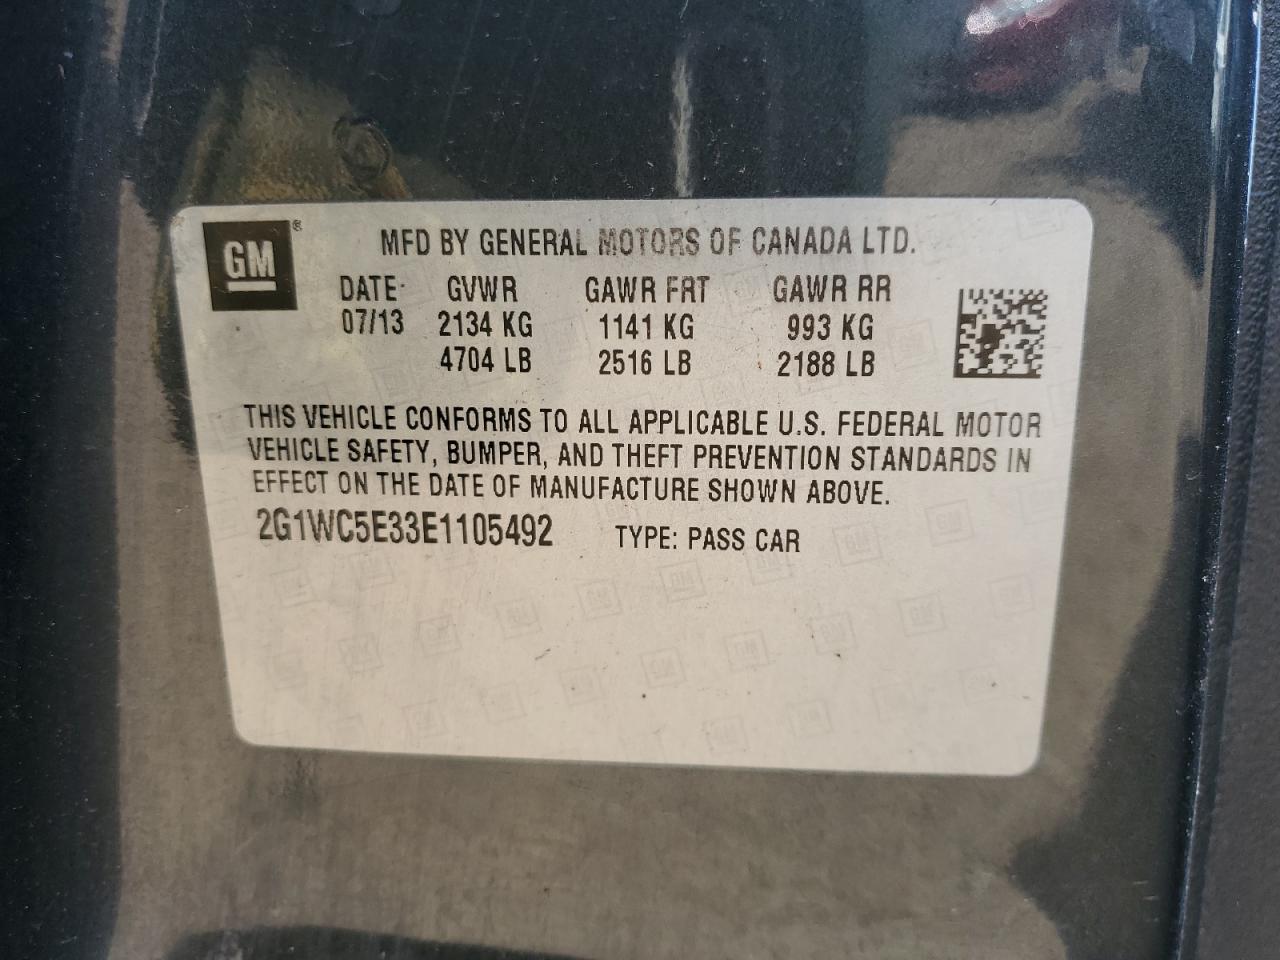 GM ®
MFD BY GENERAL MOTORS OF CANADA LTD.
DATE GVWR GAWR FRT GAWR RR
07/13 2134 KG 1141 KG 993 KG
4704 LB 2516 LB 2188 LB
THIS VEHICLE CONFORMS TO ALL APPLICABLE U.S. FEDERAL MOTOR
VEHICLE SAFETY, BUMPER, AND THEFT PREVENTION STANDARDS IN
EFFECT ON THE DATE OF MANUFACTURE SHOWN ABOVE.
2G1WC5E33E1105492 TYPE: PASS CAR